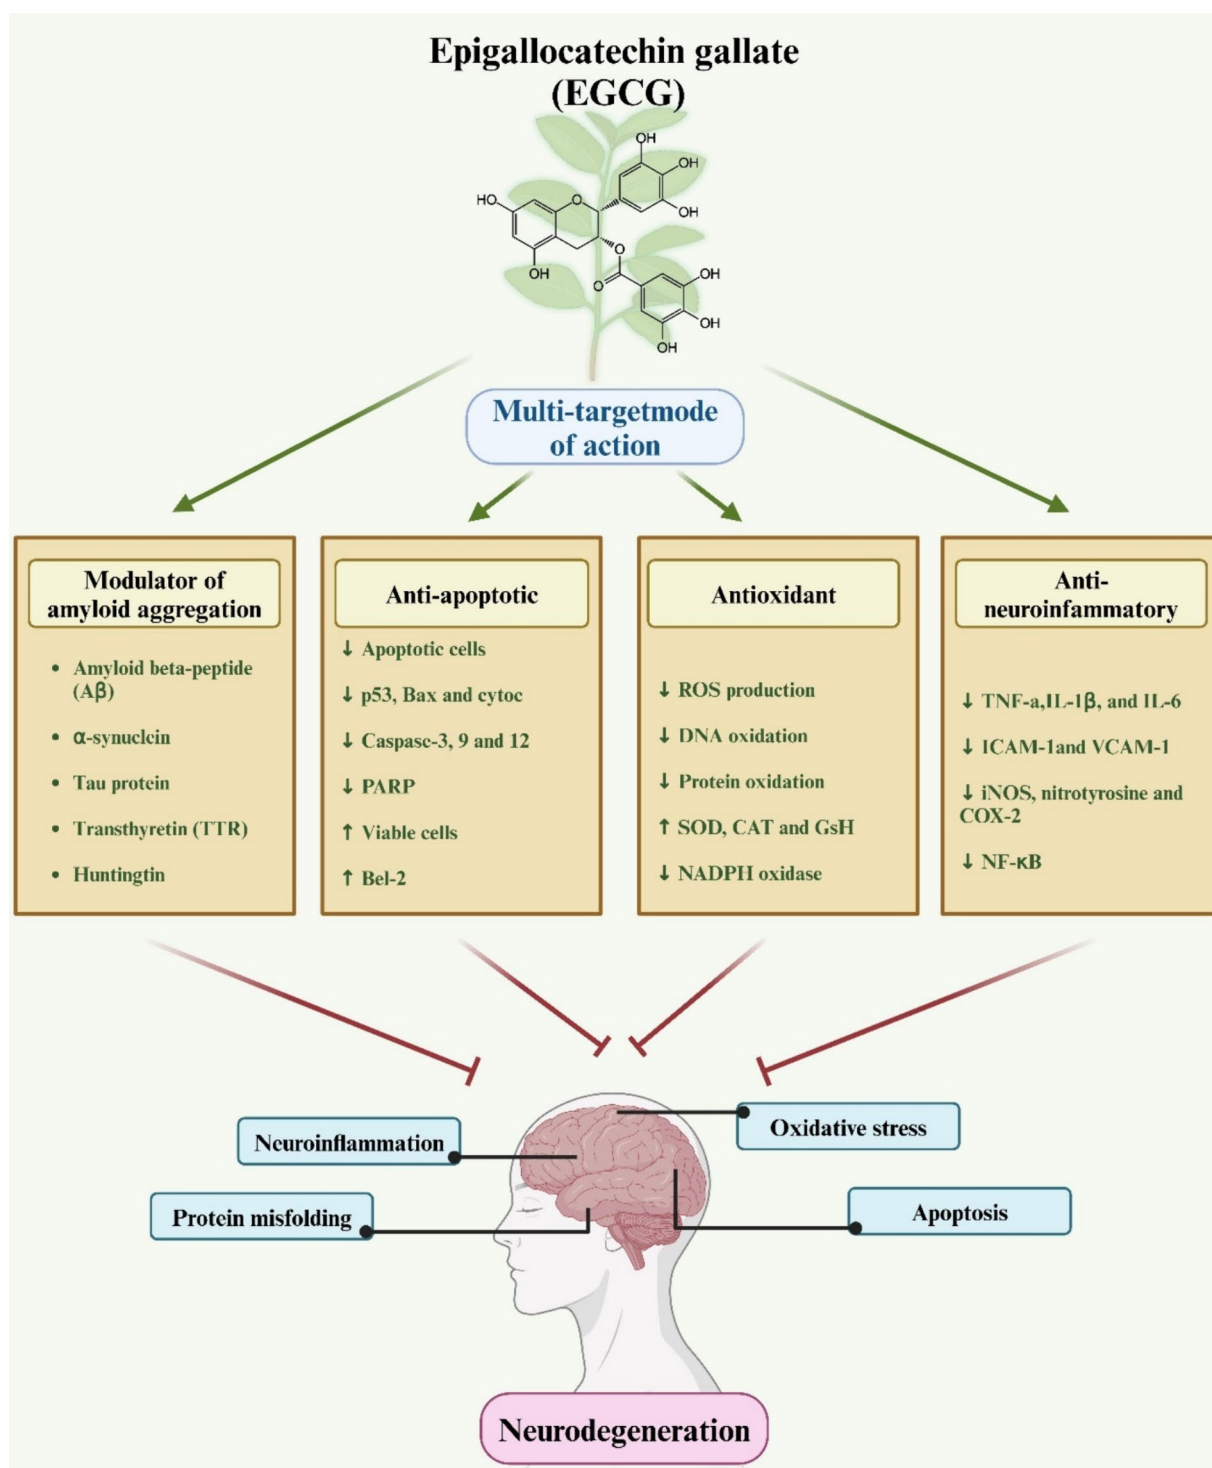 Epigallocatechin gallate
(EGCG)
OH
OH
OH
HO
O
O
O
OH
OH
OH
OH
Multi-targetmode
of action
Modulator of
amyloid aggregation
• Amyloid beta-peptide
(Aβ)
• α-synuclein
• Tau protein
• Transthyretin (TTR)
• Huntingtin
Anti-apoptotic
↓ Apoptotic cells
↓ p53, Bax and cytoc
↓ Caspase-3, 9 and 12
↓ PARP
↑ Viable cells
↑ Bel-2
Antioxidant
↓ ROS production
↓ DNA oxidation
↓ Protein oxidation
↑ SOD, CAT and GsH
↓ NADPH oxidase
Anti-
neuroinfammatory
↓ TNF-a,IL-1β, and IL-6
↓ ICAM-1and VCAM-1
↓ iNOS, nitrotyrosine and
COX-2
↓ NF-κB
Neuroinflammation
Oxidative stress
Protein misfolding
Apoptosis
Neurodegeneration